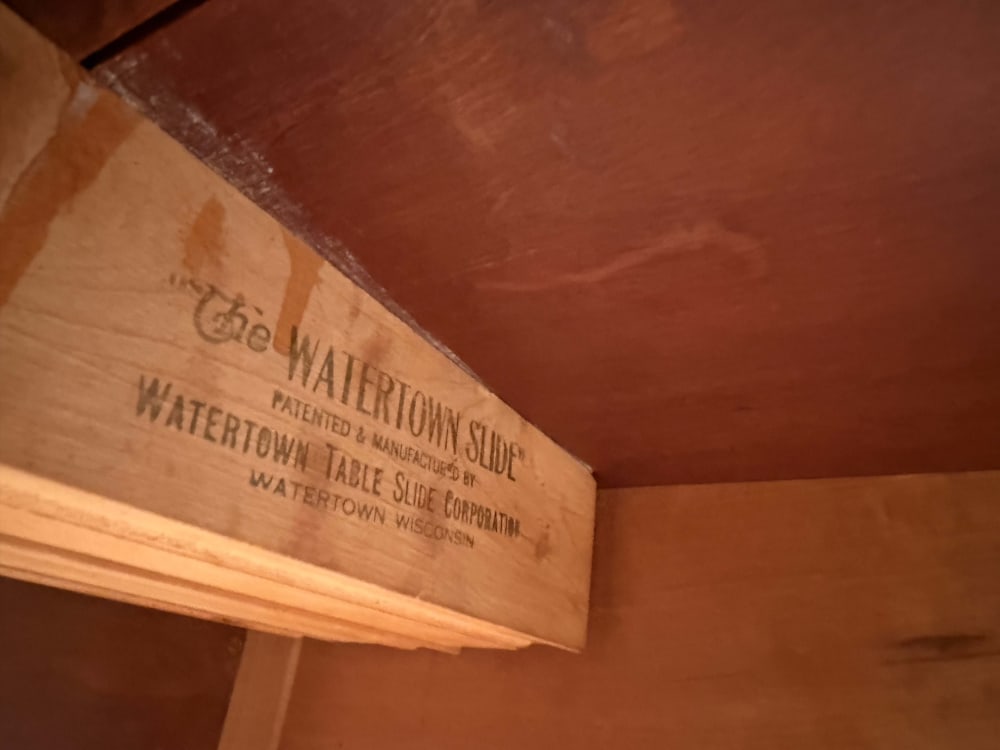 "The WATERTOWN SLIDE"
PATENTED & MANUFACTURED BY
WATERTOWN TABLE SLIDE CORPORATION
WATERTOWN WISCONSIN